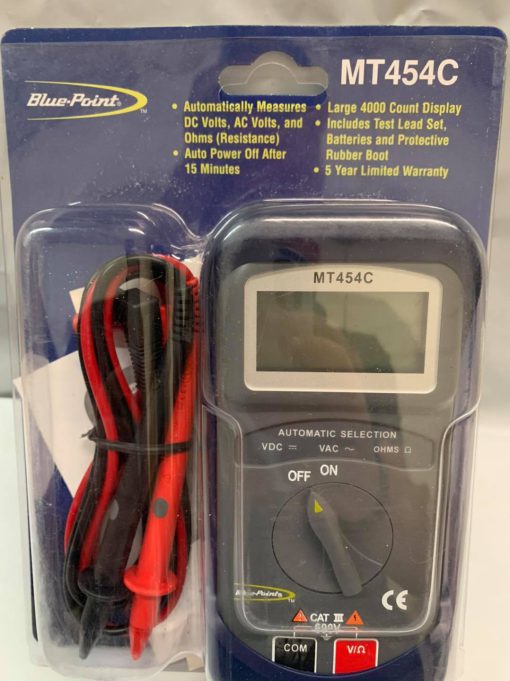 MT454C
Blue-Point®
TM
• Automatically Measures
DC Volts, AC Volts, and
Ohms (Resistance)
• Auto Power Off After
15 Minutes
• Large 4000 Count Display
• Includes Test Lead Set,
Batteries and Protective
Rubber Boot
• 5 Year Limited Warranty
MT454C
AUTOMATIC SELECTION
VDC ⎓ VAC ~ OHMS Ω
OFF ON
Blue-Point®
TM
CE
CAT III
600V
COM
V/Ω